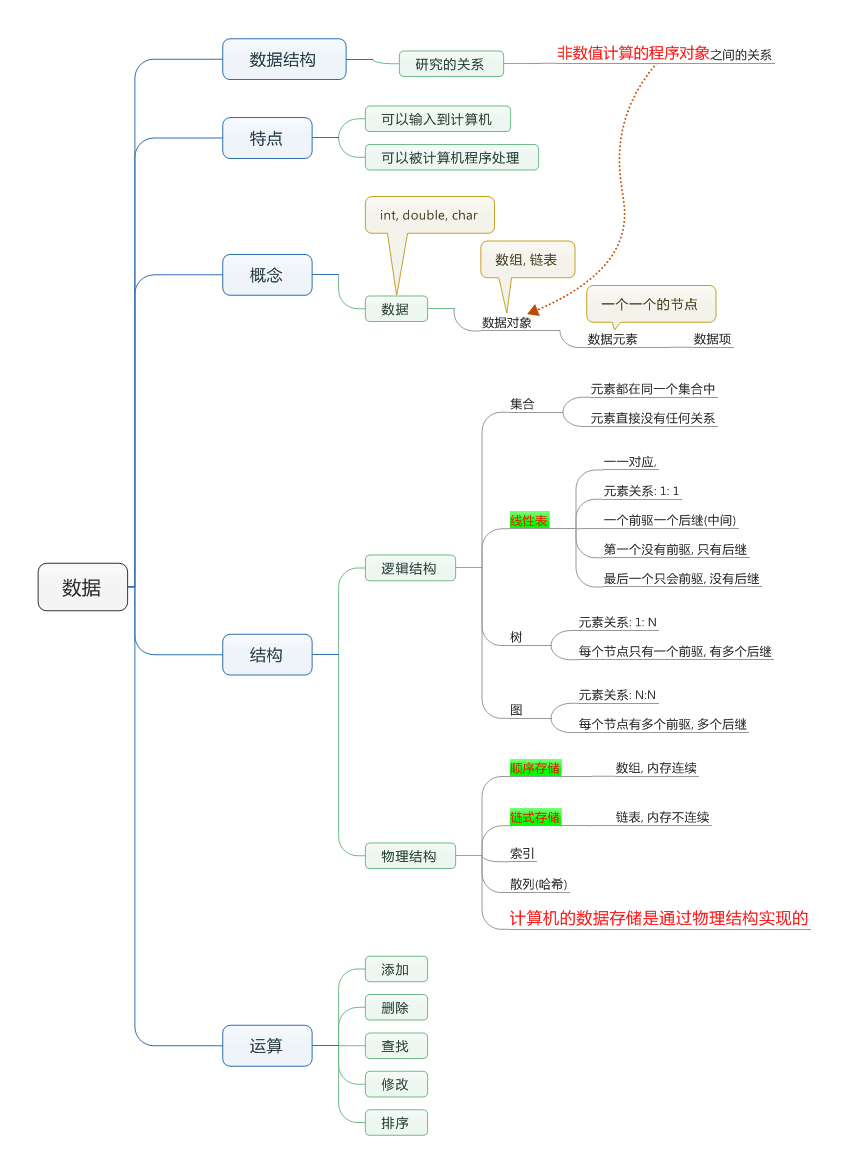 数据
数据结构
研究的关系
非数值计算的程序对象之间的关系
特点
可以输入到计算机
可以被计算机程序处理
概念
int, double, char
数据
数组, 链表
数据对象
一个一个的节点
数据元素
数据项
结构
逻辑结构
集合
元素都在同一个集合中
元素直接没有任何关系
线性表
一一对应,
元素关系: 1: 1
一个前驱一个后继(中间)
第一个没有前驱, 只有后继
最后一个只会前驱, 没有后继
树
元素关系: 1: N
每个节点只有一个前驱, 有多个后继
图
元素关系: N:N
每个节点有多个前驱, 多个后继
物理结构
顺序存储
数组, 内存连续
链式存储
链表, 内存不连续
索引
散列(哈希)
计算机的数据存储是通过物理结构实现的
运算
添加
删除
查找
修改
排序